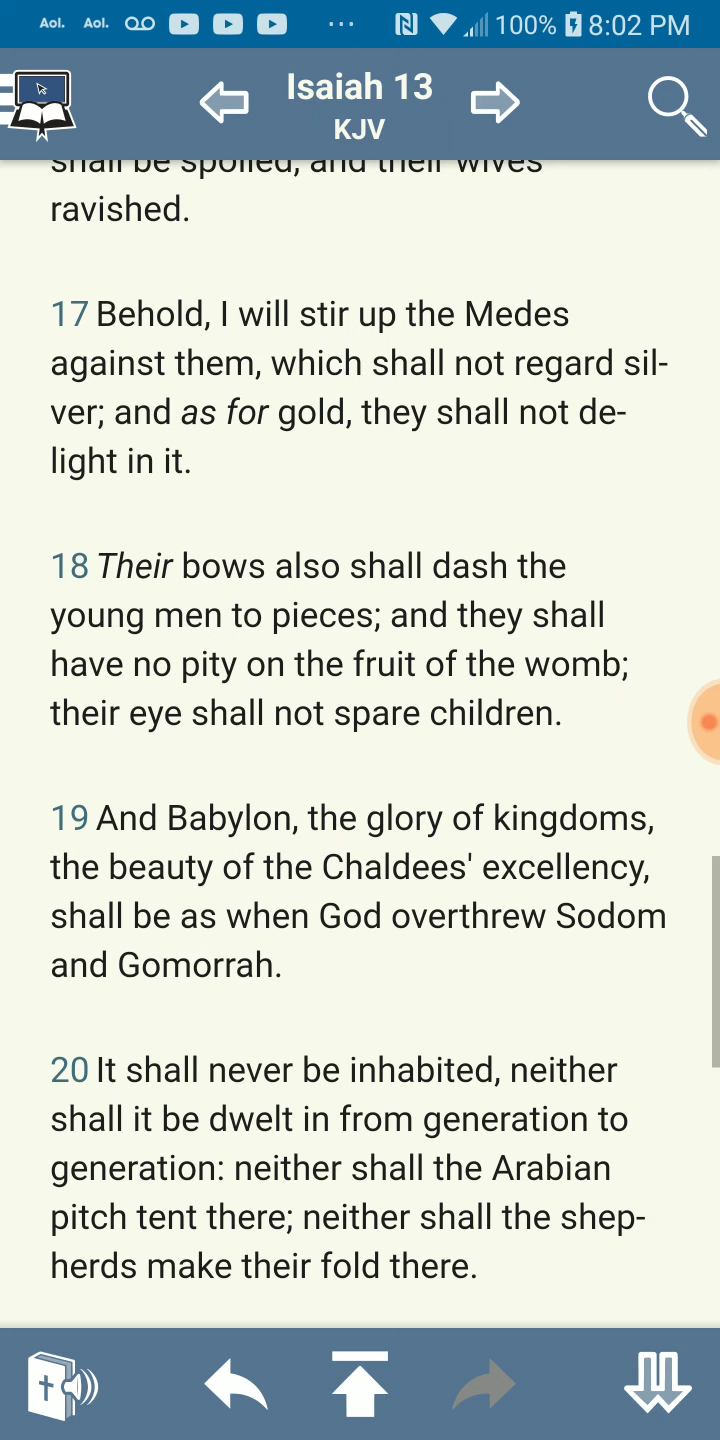 Aol. Aol. ... 100% 8:02 PM
Isaiah 13
KJV
shall be spoiled, and their wives
ravished.
17 Behold, I will stir up the Medes
against them, which shall not regard sil-
ver; and as for gold, they shall not de-
light in it.
18 Their bows also shall dash the
young men to pieces; and they shall
have no pity on the fruit of the womb;
their eye shall not spare children.
19 And Babylon, the glory of kingdoms,
the beauty of the Chaldees' excellency,
shall be as when God overthrew Sodom
and Gomorrah.
20 It shall never be inhabited, neither
shall it be dwelt in from generation to
generation: neither shall the Arabian
pitch tent there; neither shall the shep-
herds make their fold there.